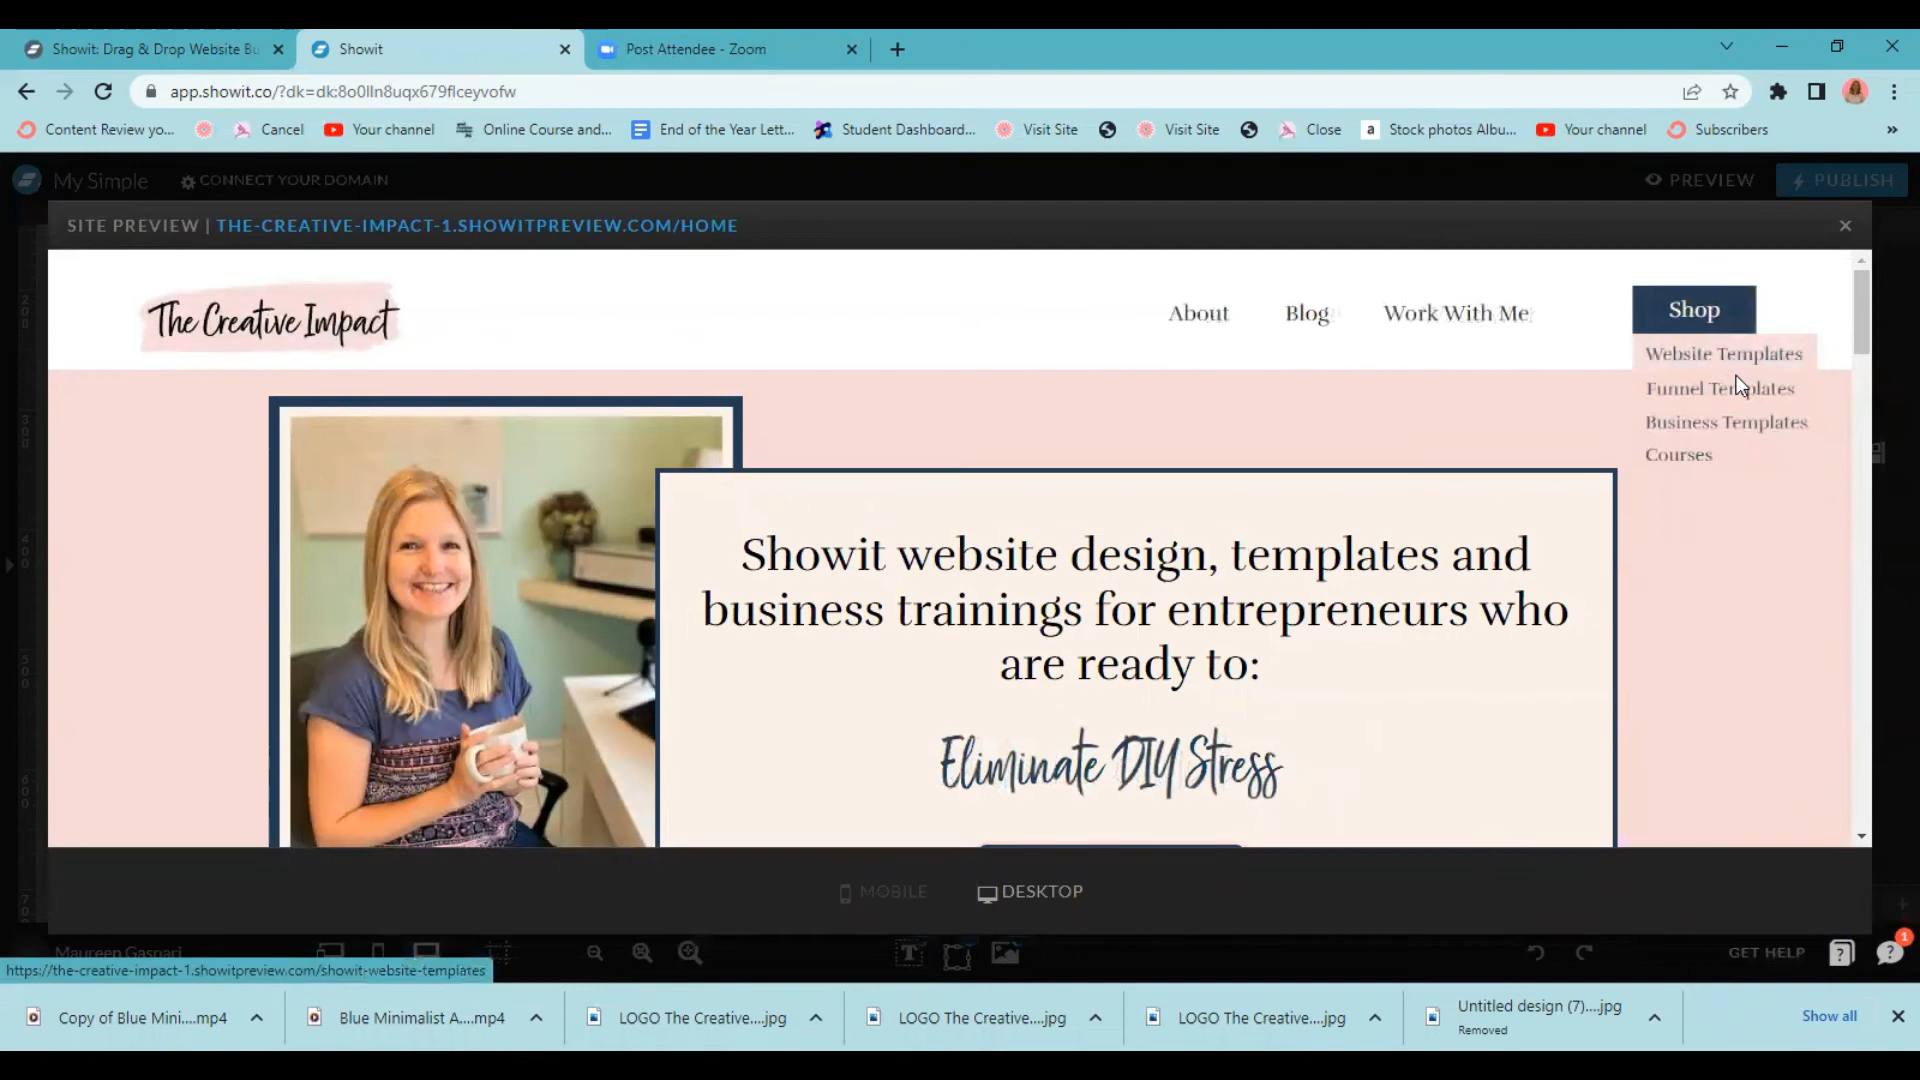 Showit: Drag & Drop Website Bu
Showit
Post Attendee - Zoom
app.showit.co/?dk=dk:8o0lln8uqx679flceyvofw
Content Review yo...
Cancel
Your channel
Online Course and...
End of the Year Lett...
Student Dashboard...
Visit Site
Visit Site
Close
a
Stock photos Albu...
Your channel
Subscribers
»
My Simple
CONNECT YOUR DOMAIN
PREVIEW
PUBLISH
SITE PREVIEW | THE-CREATIVE-IMPACT-1.SHOWITPREVIEW.COM/HOME
The Creative Impact
About
Blog
Work With Me
Shop
Website Templates
Funnel Templates
Business Templates
Courses
Showit website design, templates and
business trainings for entrepreneurs who
are ready to:
Eliminate DIY Stress
MOBILE
DESKTOP
Maureen Gaspari
T
GET HELP
?
?
1
https://the-creative-impact-1.showitpreview.com/showit-website-templates
Copy of Blue Mini....mp4
Blue Minimalist A....mp4
LOGO The Creative....jpg
LOGO The Creative....jpg
LOGO The Creative....jpg
Untitled design (7)....jpg
Removed
Show all